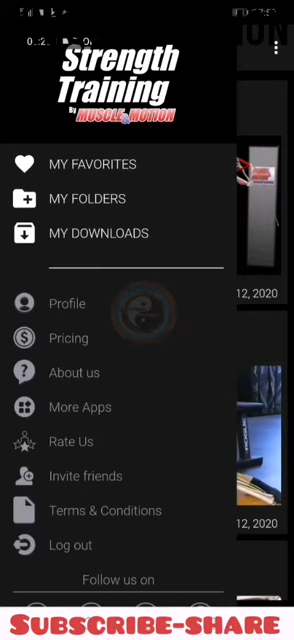 Strength
Training
By MUSCLE & MOTION
MY FAVORITES
MY FOLDERS
MY DOWNLOADS
12, 2020
Profile
Pricing
About us
More Apps
Rate Us
Invite friends
Terms & Conditions
12, 2020
Log out
Follow us on
SUBSCRIBE-SHARE